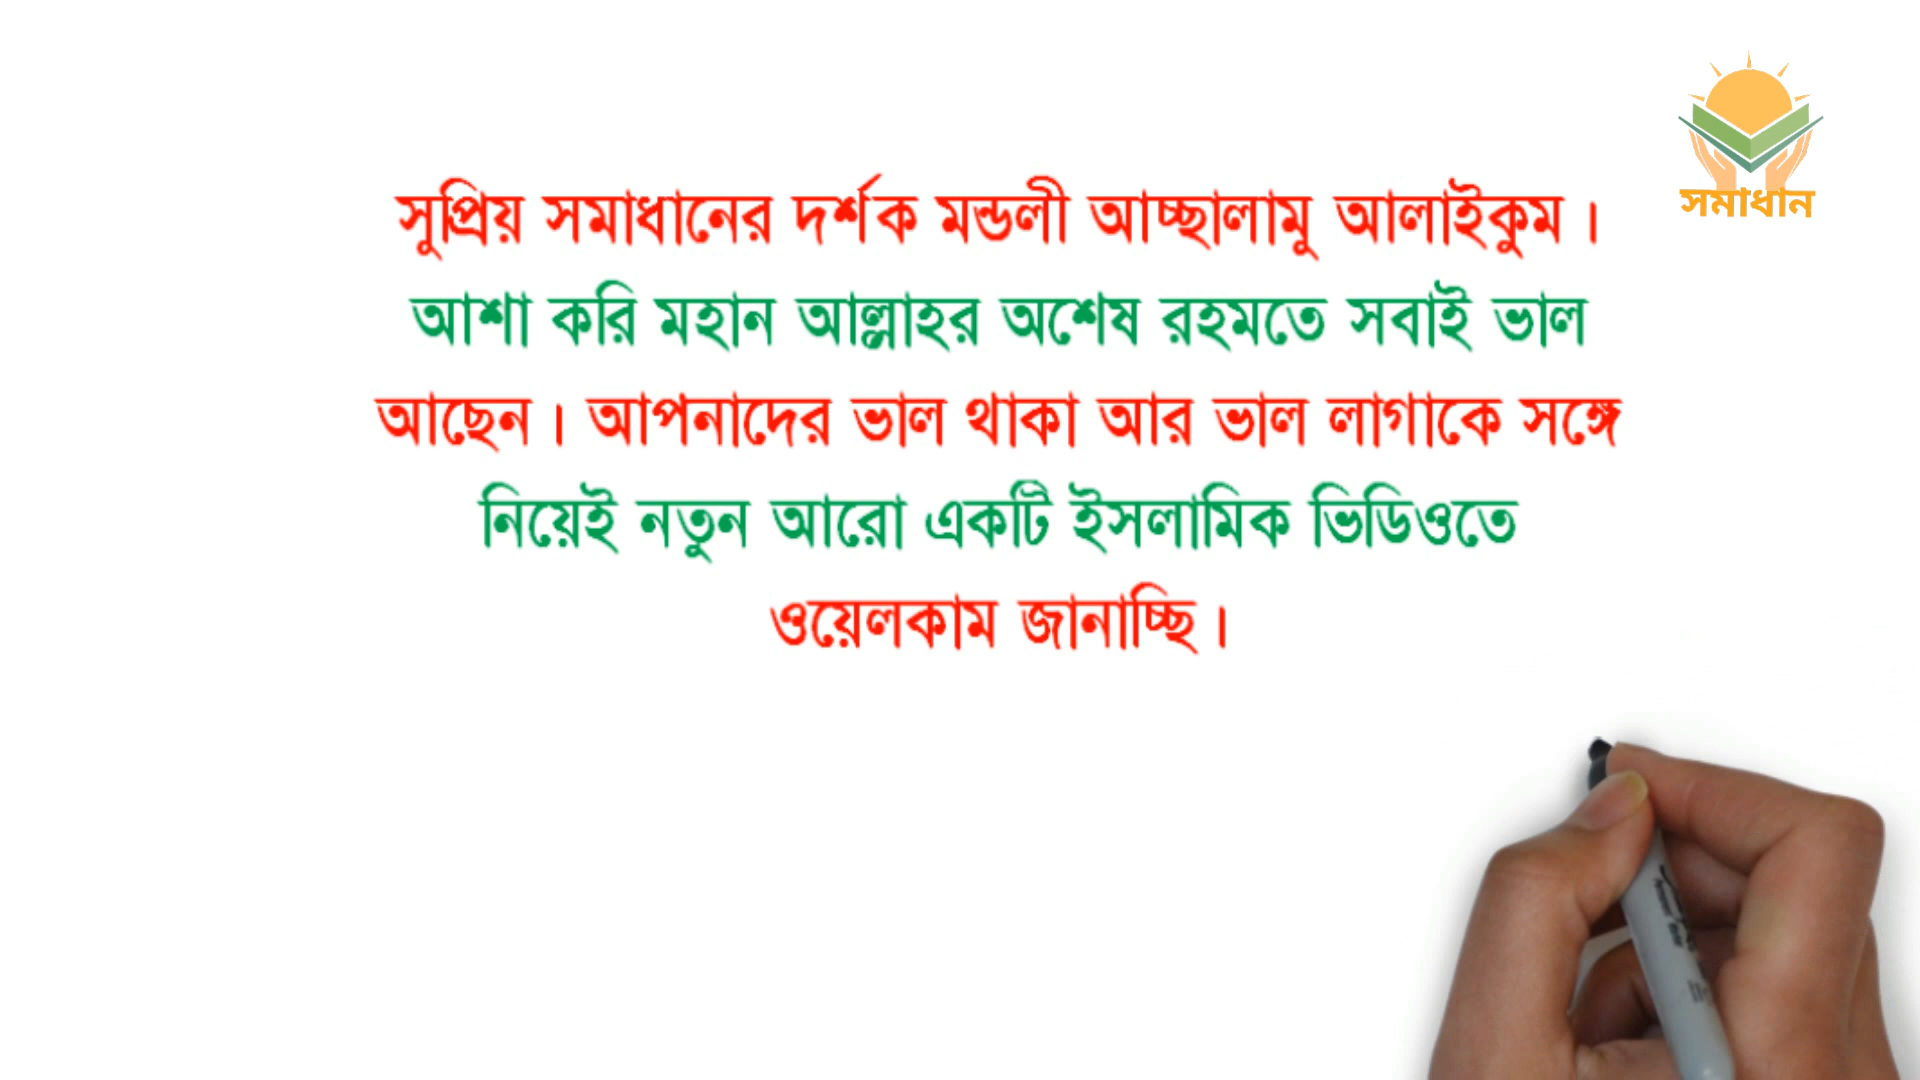 সমাধান
সুপ্রিয় সমাধানের দর্শক মন্ডলী আচ্ছালামু আলাইকুম।
আশা করি মহান আল্লাহর অশেষ রহমতে সবাই ভাল
আছেন। আপনাদের ভাল থাকা আর ভাল লাগাকে সঙ্গে
নিয়েই নতুন আরো একটি ইসলামিক ভিডিওতে
ওয়েলকাম জানাচ্ছি।